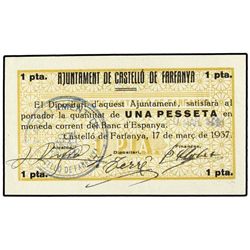 1 pta. AJUNTAMENT DE CASTELLÓ DE FARFANYA 1 pta.
El Dipositari d'aquest Ajuntament, satisfarà al
portador la quantitat de UNA PESSETA en
moneda corrent del Banc d'Espanya.
Castelló de Farfanya, 17 de març de 1937.
1 pta. 1 pta.